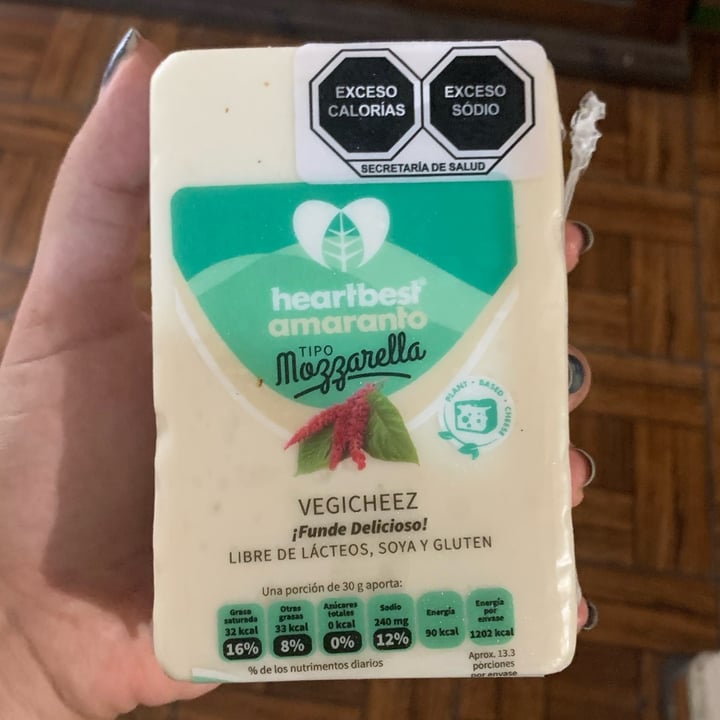 EXCESO
CALORÍAS
EXCESO
SÓDIO
SECRETARÍA DE SALUD
heartbest
amaranto
TIPO
Mozzarella
PLANT • BASED • CHEESE
VEGICHEEZ
¡Funde Delicioso!
LIBRE DE LÁCTEOS, SOYA Y GLUTEN
Una porción de 30 g aporta:
Grasa
saturada
32 kcal
16%
Otras
grasas
33 kcal
8%
Azúcares
totales
0 kcal
0%
Sodio
240 mg
12%
Energía
90 kcal
Energía
por
envase
1202 kcal
% de los nutrimentos diarios
Aprox. 13.3
porciones
por envase